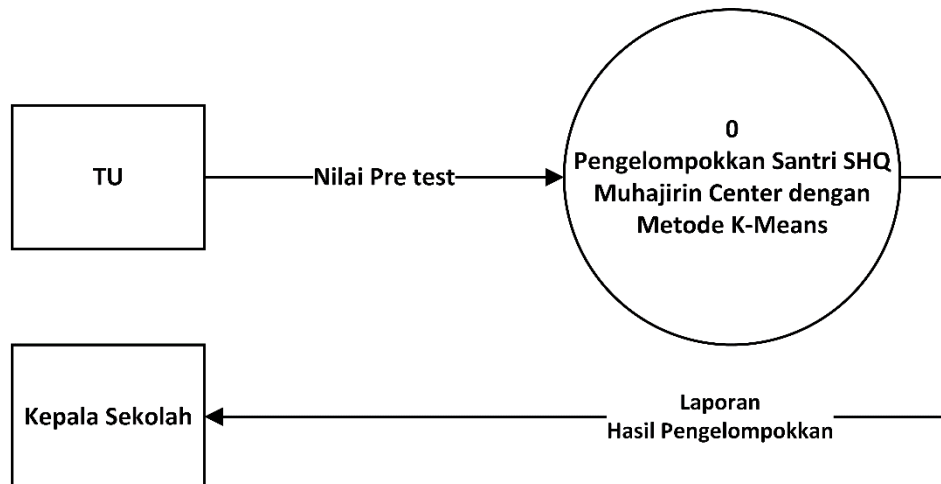 TU
Nilai Pre test
0
Pengelompokkan Santri SHQ
Muhajirin Center dengan
Metode K-Means
Kepala Sekolah
Laporan
Hasil Pengelompokkan